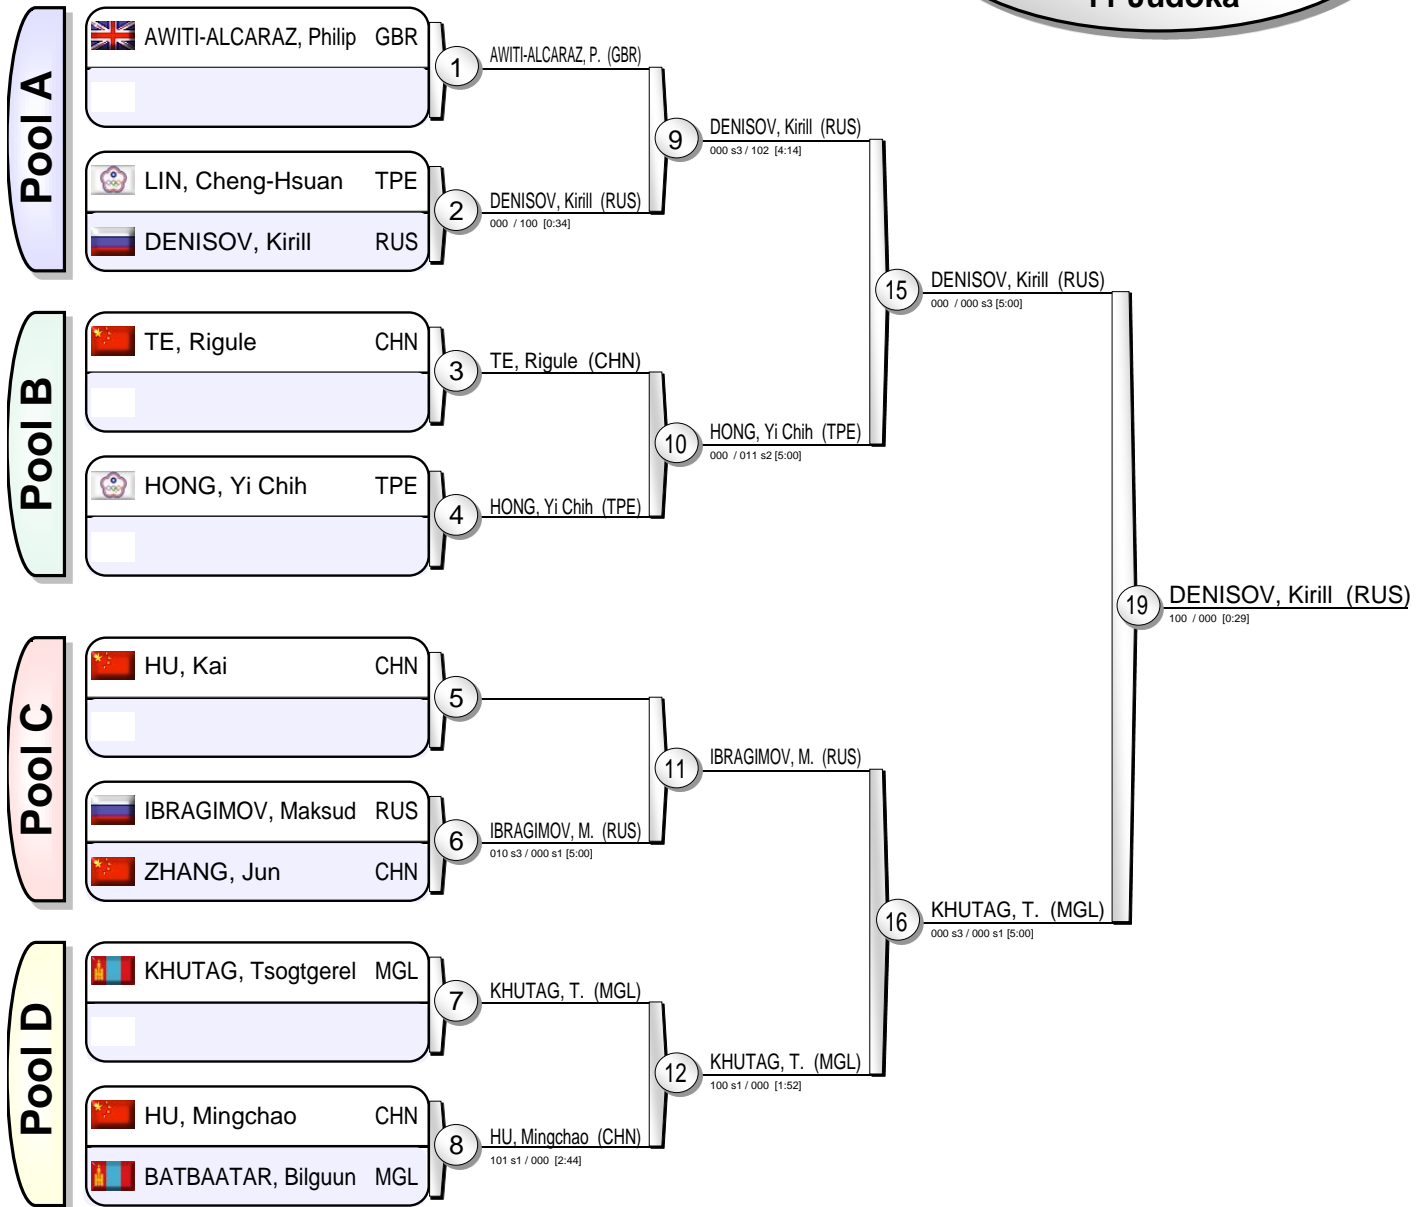 11 Judoka
Pool A
AWITI-ALCARAZ, Philip GBR
LIN, Cheng-Hsuan TPE
DENISOV, Kirill RUS
Pool B
TE, Rigule CHN
HONG, Yi Chih TPE
Pool C
HU, Kai CHN
IBRAGIMOV, Maksud RUS
ZHANG, Jun CHN
Pool D
KHUTAG, Tsogtgerel MGL
HU, Mingchao CHN
BATBAATAR, Bilguun MGL
1
AWITI-ALCARAZ, P. (GBR)
2
DENISOV, Kirill (RUS)
000 / 100 [0:34]
3
TE, Rigule (CHN)
4
HONG, Yi Chih (TPE)
5
6
IBRAGIMOV, M. (RUS)
010 s3 / 000 s1 [5:00]
7
KHUTAG, T. (MGL)
8
HU, Mingchao (CHN)
101 s1 / 000 [2:44]
9
DENISOV, Kirill (RUS)
000 s3 / 102 [4:14]
10
HONG, Yi Chih (TPE)
000 / 011 s2 [5:00]
11
IBRAGIMOV, M. (RUS)
12
KHUTAG, T. (MGL)
100 s1 / 000 [1:52]
15
DENISOV, Kirill (RUS)
000 / 000 s3 [5:00]
16
KHUTAG, T. (MGL)
000 s3 / 000 s1 [5:00]
19
DENISOV, Kirill (RUS)
100 / 000 [0:29]